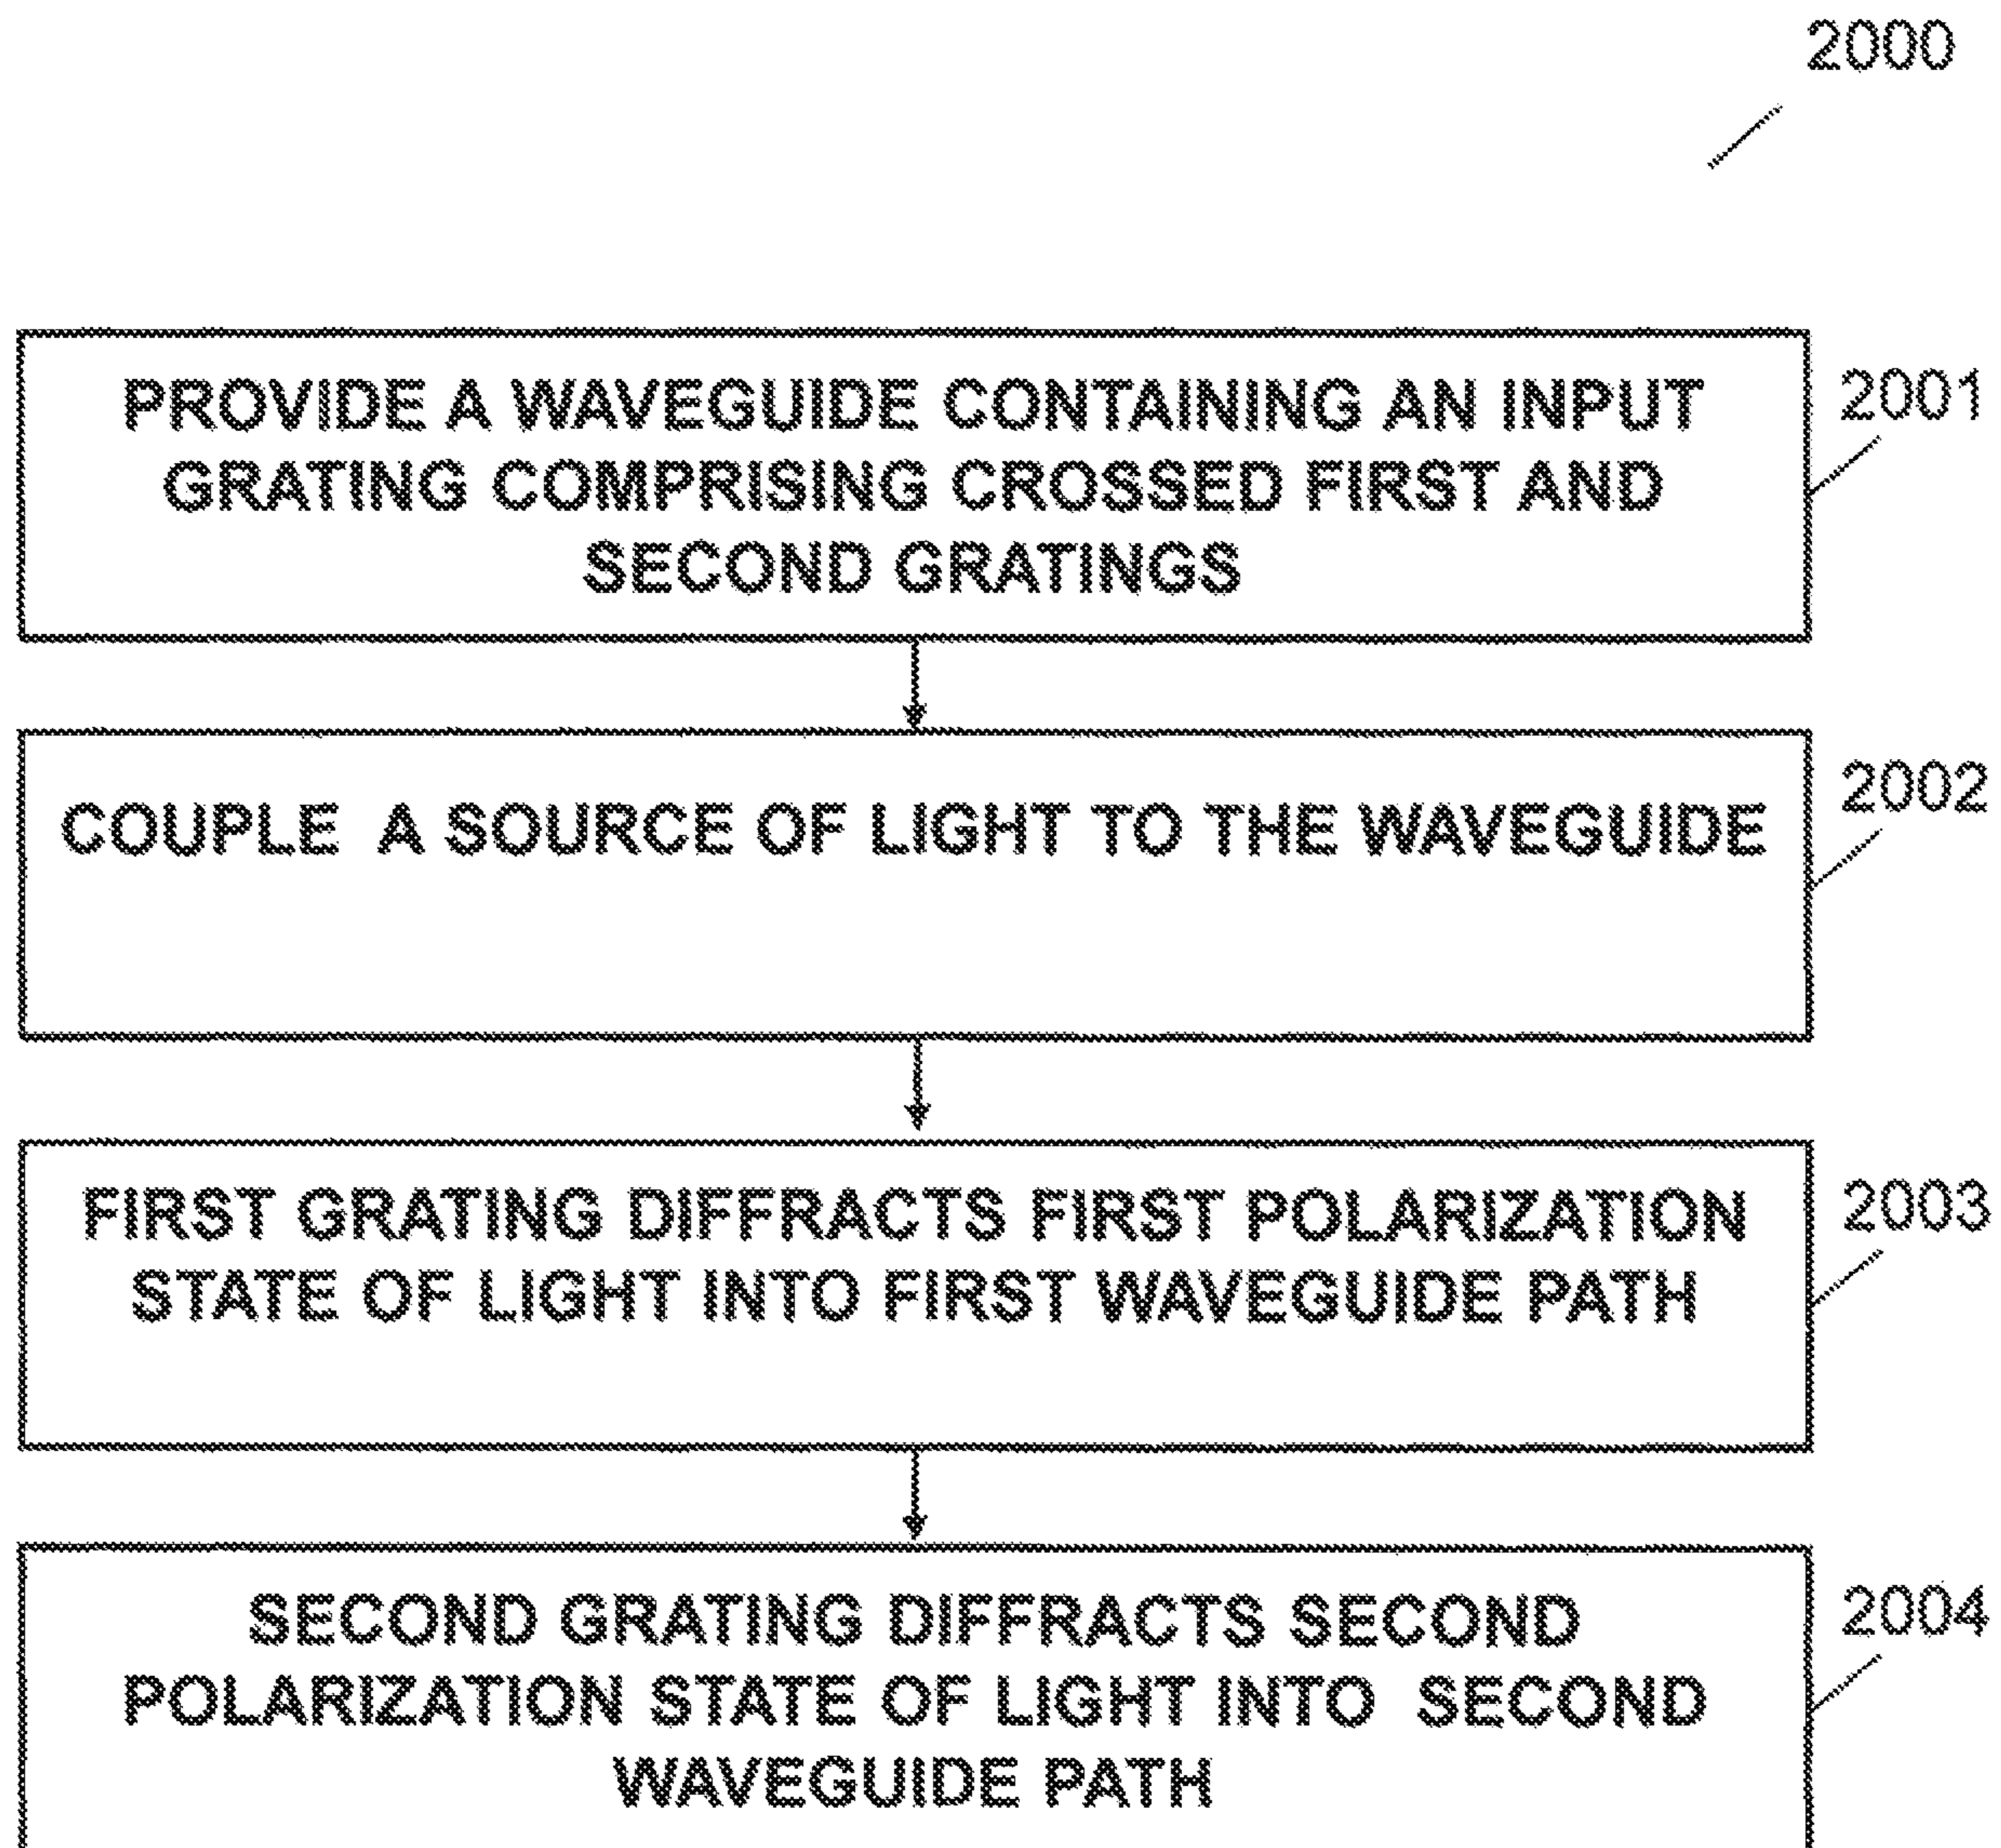 2000
PROVIDE A WAVEGUIDE CONTAINING AN INPUT
GRATING COMPRISING CROSSED FIRST AND
SECOND GRATINGS
2001
COUPLE A SOURCE OF LIGHT TO THE WAVEGUIDE
2002
FIRST GRATING DIFFRACTS FIRST POLARIZATION
STATE OF LIGHT INTO FIRST WAVEGUIDE PATH
2003
SECOND GRATING DIFFRACTS SECOND
POLARIZATION STATE OF LIGHT INTO SECOND
WAVEGUIDE PATH
2004